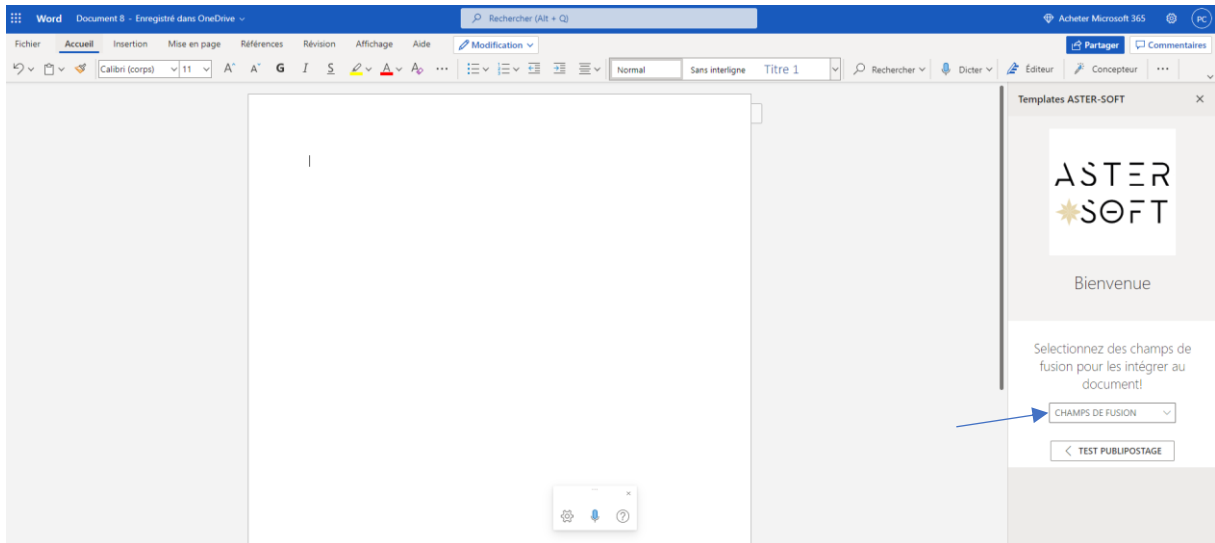 Word Document 8 - Enregistré dans OneDrive Rechercher (Alt + Q) Acheter Microsoft 365 PC
Fichier Accueil Insertion Mise en page Références Révision Affichage Aide Modification Partager Commentaires
Calibri (corps) 11 A A G I S A A Normal Sans interligne Titre 1 Rechercher Dicter Éditeur Concepteur
Templates ASTER-SOFT
ASTER
SOFT
Bienvenue
Selectionnez des champs de
fusion pour les intégrer au
document!
CHAMPS DE FUSION
TEST PUBLIPOSTAGE